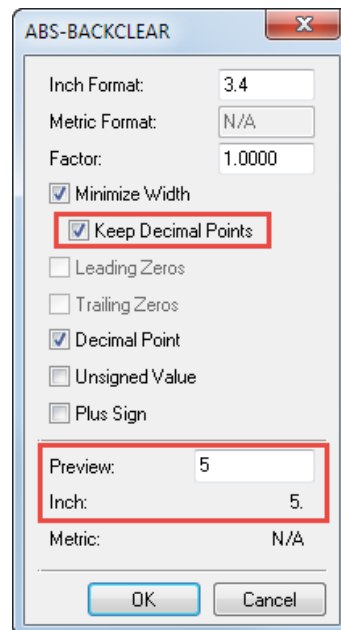 ABS-BACKCLEAR
Inch Format: 3.4
Metric Format: N/A
Factor: 1.0000
Minimize Width
Keep Decimal Points
Leading Zeros
Trailing Zeros
Decimal Point
Unsigned Value
Plus Sign
Preview: 5
Inch: 5.
Metric: N/A
OK Cancel